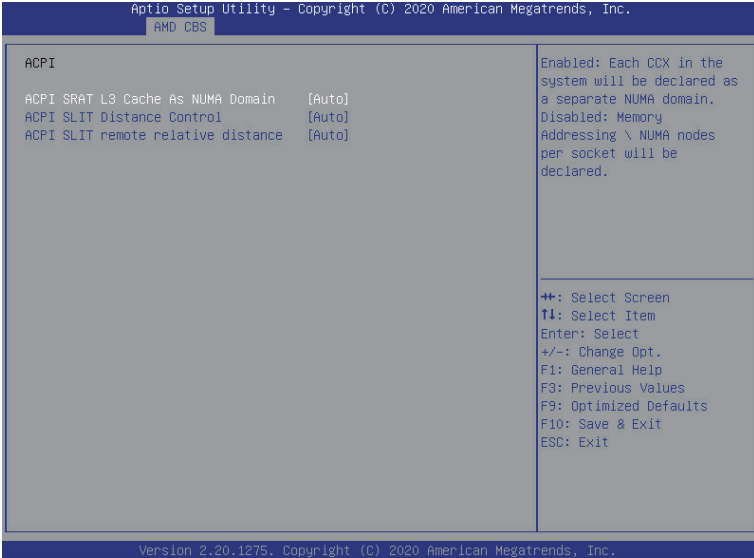 Aptio Setup Utility – Copyright (C) 2020 American Megatrends, Inc.
AMD CBS
ACPI
ACPI SRAT L3 Cache As NUMA Domain [Auto]
ACPI SLIT Distance Control [Auto]
ACPI SLIT remote relative distance [Auto]
Enabled: Each CCX in the
system will be declared as
a separate NUMA domain.
Disabled: Memory
Addressing \ NUMA nodes
per socket will be
declared.
→←: Select Screen
↑↓: Select Item
Enter: Select
+/-: Change Opt.
F1: General Help
F3: Previous Values
F9: Optimized Defaults
F10: Save & Exit
ESC: Exit
Version 2.20.1275. Copyright (C) 2020 American Megatrends, Inc.